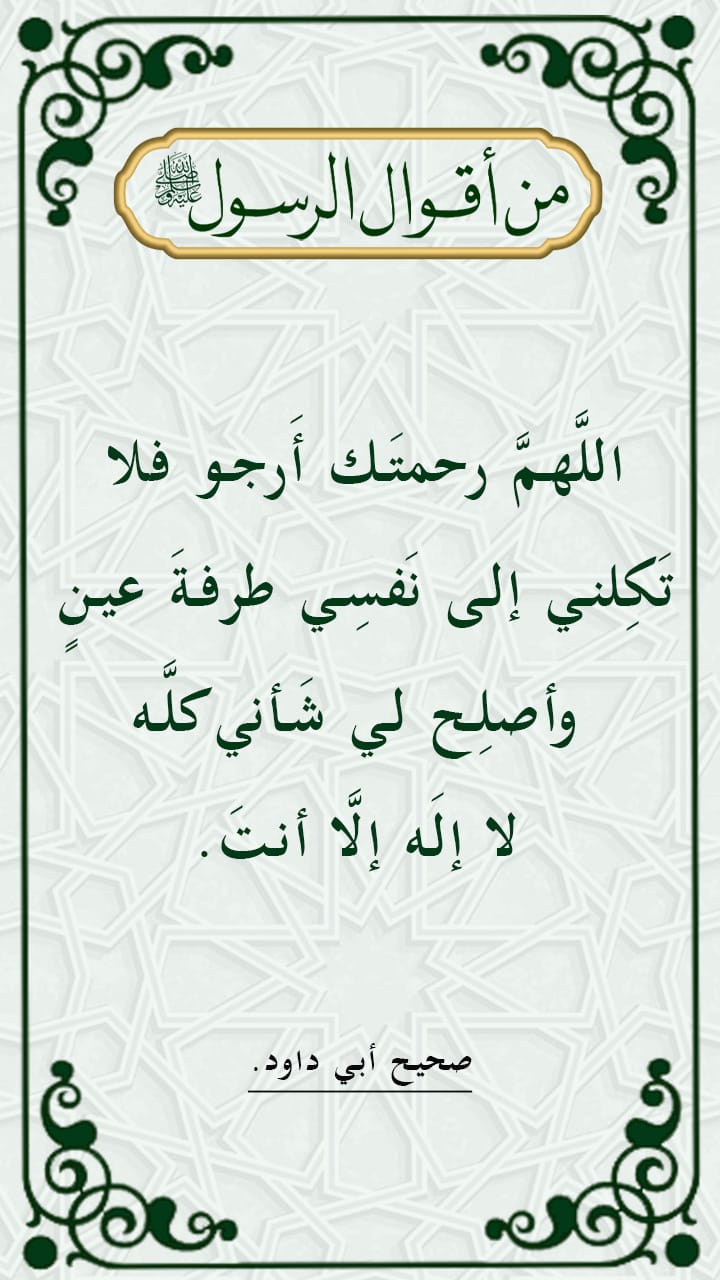 من أقوال الرسول ﷺ
اللَّهمَّ رحمتَك أَرجو فلا
تَكِلني إلى نَفسِي طرفةَ عينٍ
وأصلِح لي شَأني كلَّه
لا إلَه إلَّا أنتَ.
صحيح أبي داود.